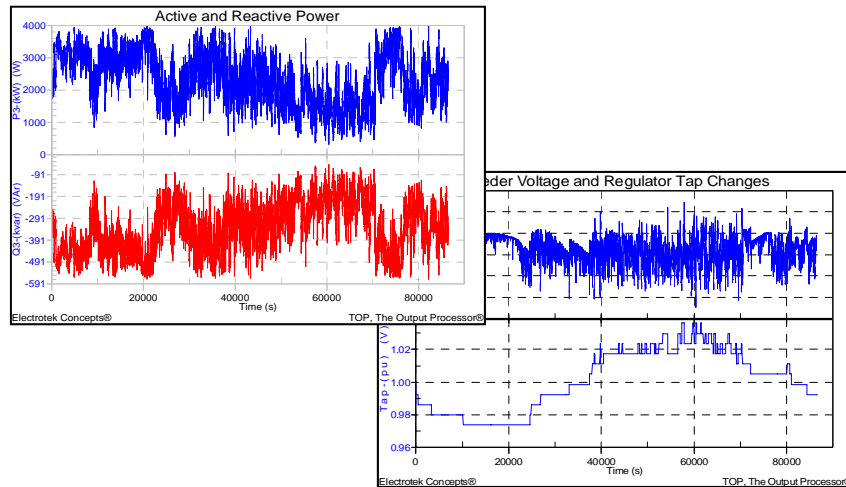 Active and Reactive Power
P3-(kW) (W)
4000
3000
2000
1000
0
Q3-(kvar) (VAr)
-91
-191
-291
-391
-491
-591
0 20000 40000 60000 80000
Time (s)
Electrotek Concepts® TOP, The Output Processor®
eder Voltage and Regulator Tap Changes
Tap-(pu) (V)
1.02
1.00
0.98
0.96
0 20000 40000 60000 80000
Time (s)
Electrotek Concepts® TOP, The Output Processor®